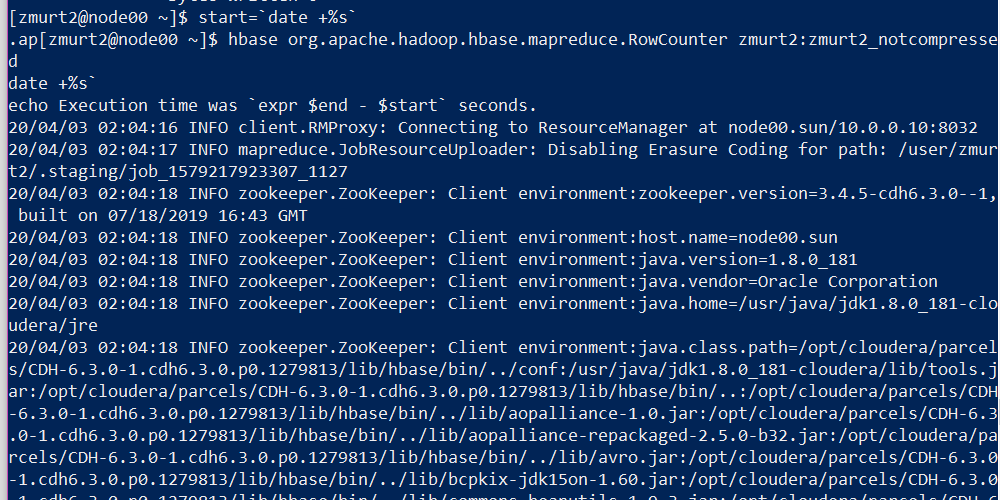 [zmurt2@node00 ~]$ start=`date +%s`
.ap[zmurt2@node00 ~]$ hbase org.apache.hadoop.hbase.mapreduce.RowCounter zmurt2:zmurt2_notcompresse
d
date +%s`
echo Execution time was `expr $end - $start` seconds.
20/04/03 02:04:16 INFO client.RMProxy: Connecting to ResourceManager at node00.sun/10.0.0.10:8032
20/04/03 02:04:17 INFO mapreduce.JobResourceUploader: Disabling Erasure Coding for path: /user/zmur
t2/.staging/job_1579217923307_1127
20/04/03 02:04:18 INFO zookeeper.ZooKeeper: Client environment:zookeeper.version=3.4.5-cdh6.3.0--1,
 built on 07/18/2019 16:43 GMT
20/04/03 02:04:18 INFO zookeeper.ZooKeeper: Client environment:host.name=node00.sun
20/04/03 02:04:18 INFO zookeeper.ZooKeeper: Client environment:java.version=1.8.0_181
20/04/03 02:04:18 INFO zookeeper.ZooKeeper: Client environment:java.vendor=Oracle Corporation
20/04/03 02:04:18 INFO zookeeper.ZooKeeper: Client environment:java.home=/usr/java/jdk1.8.0_181-clo
udera/jre
20/04/03 02:04:18 INFO zookeeper.ZooKeeper: Client environment:java.class.path=/opt/cloudera/parcel
s/CDH-6.3.0-1.cdh6.3.0.p0.1279813/lib/hbase/bin/../conf:/usr/java/jdk1.8.0_181-cloudera/lib/tools.j
ar:/opt/cloudera/parcels/CDH-6.3.0-1.cdh6.3.0.p0.1279813/lib/hbase/bin/..:/opt/cloudera/parcels/CDH
-6.3.0-1.cdh6.3.0.p0.1279813/lib/hbase/bin/../lib/aopalliance-1.0.jar:/opt/cloudera/parcels/CDH-6.3
.0-1.cdh6.3.0.p0.1279813/lib/hbase/bin/../lib/aopalliance-repackaged-2.5.0-b32.jar:/opt/cloudera/pa
rcels/CDH-6.3.0-1.cdh6.3.0.p0.1279813/lib/hbase/bin/../lib/avro.jar:/opt/cloudera/parcels/CDH-6.3.0
-1.cdh6.3.0.p0.1279813/lib/hbase/bin/../lib/bcpkix-jdk15on-1.60.jar:/opt/cloudera/parcels/CDH-6.3.0